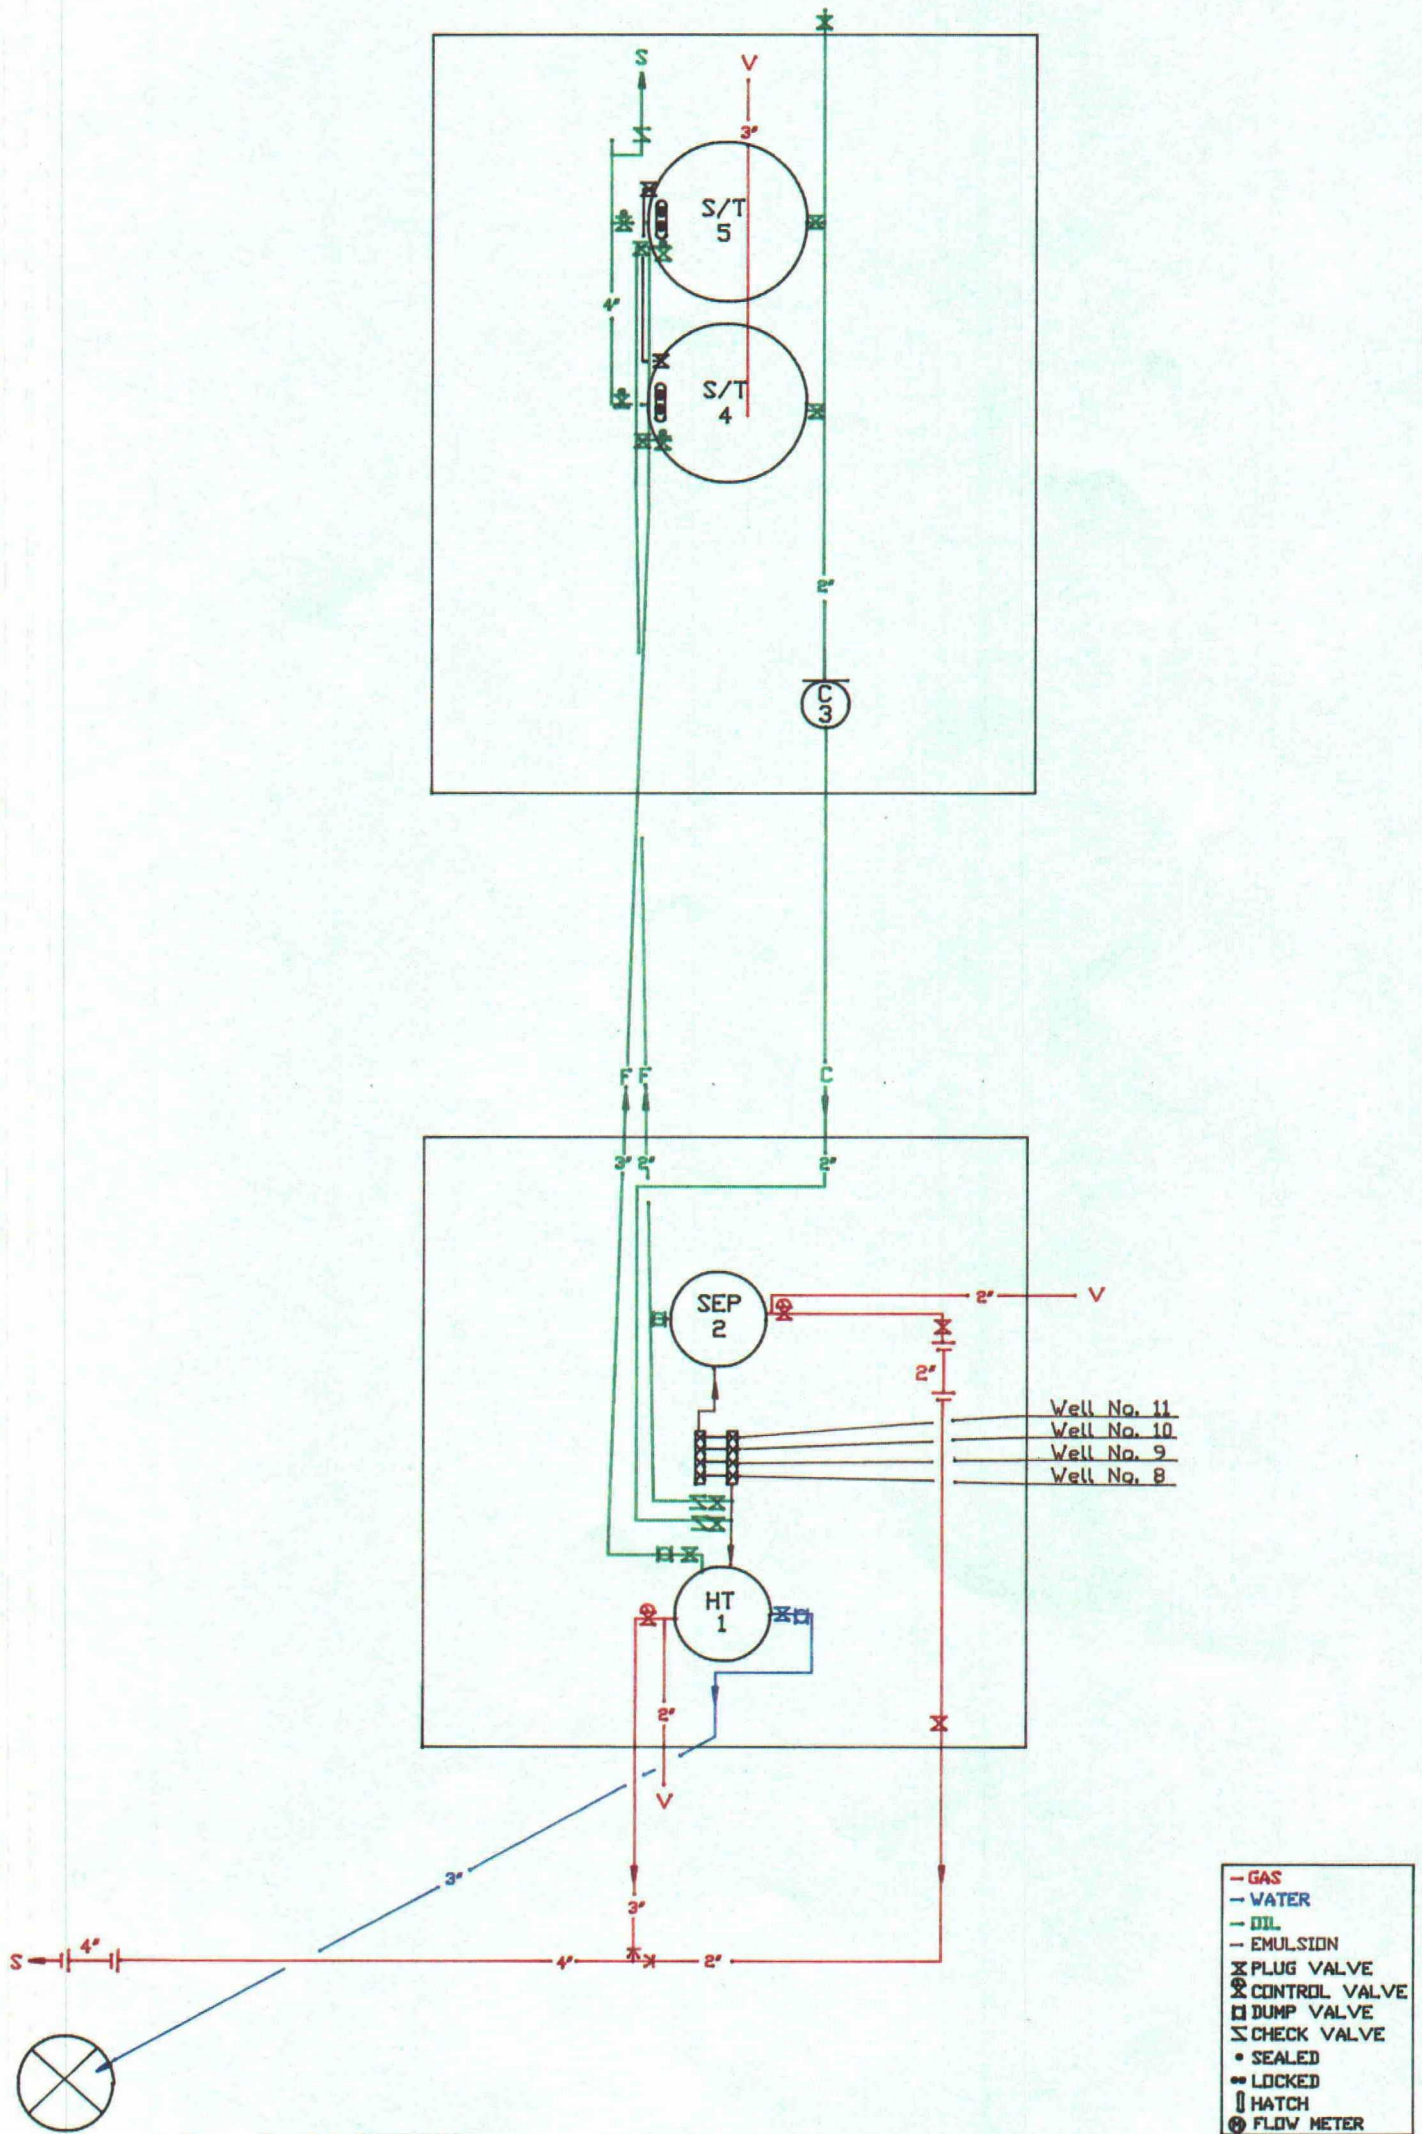 S
V
3"
S/T
5
4"
S/T
4
2"
C
3
F
F
C
3"
2"
2"
SEP
2
2"
V
2"
Well No. 11
Well No. 10
Well No. 9
Well No. 8
HT
1
2"
V
3"
3"
S
4"
4"
2"
GAS
WATER
OIL
EMULSION
PLUG VALVE
CONTROL VALVE
DUMP VALVE
CHECK VALVE
SEALED
LOCKED
HATCH
FLOW METER